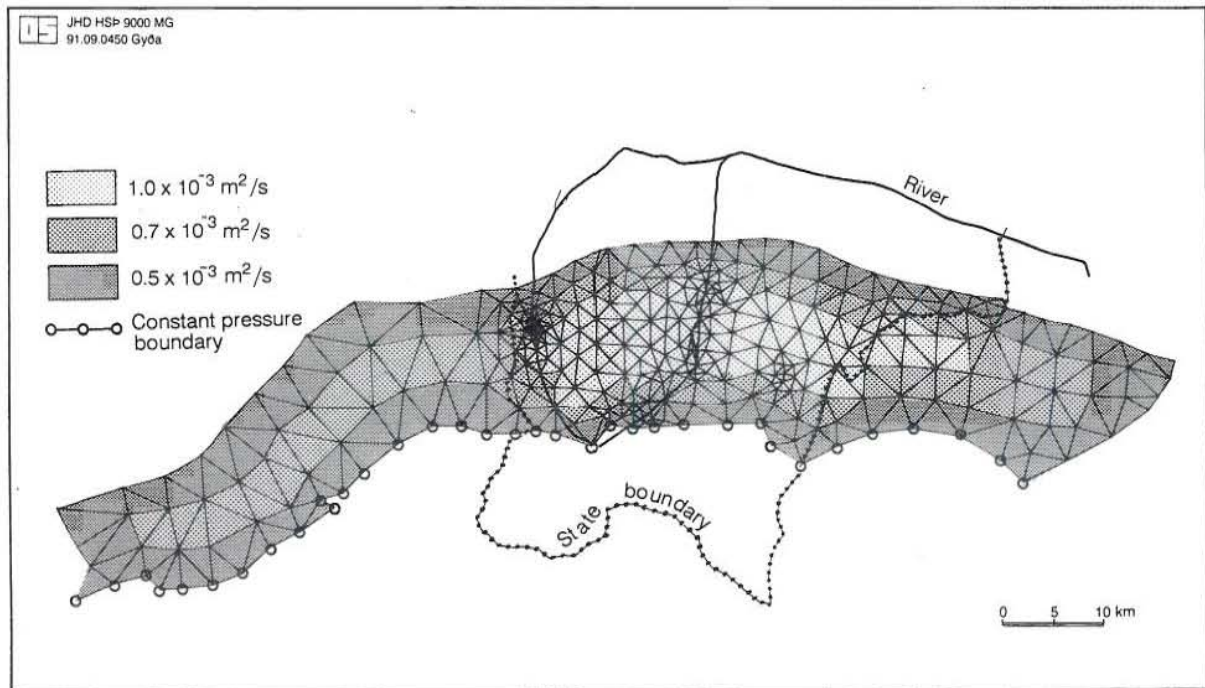 OS JHD HSÞ 9000 MG
91.09.0450 Gyða
1.0 x 10⁻³ m²/s
0.7 x 10⁻³ m²/s
0.5 x 10⁻³ m²/s
Constant pressure
boundary
River
State boundary
0 5 10 km